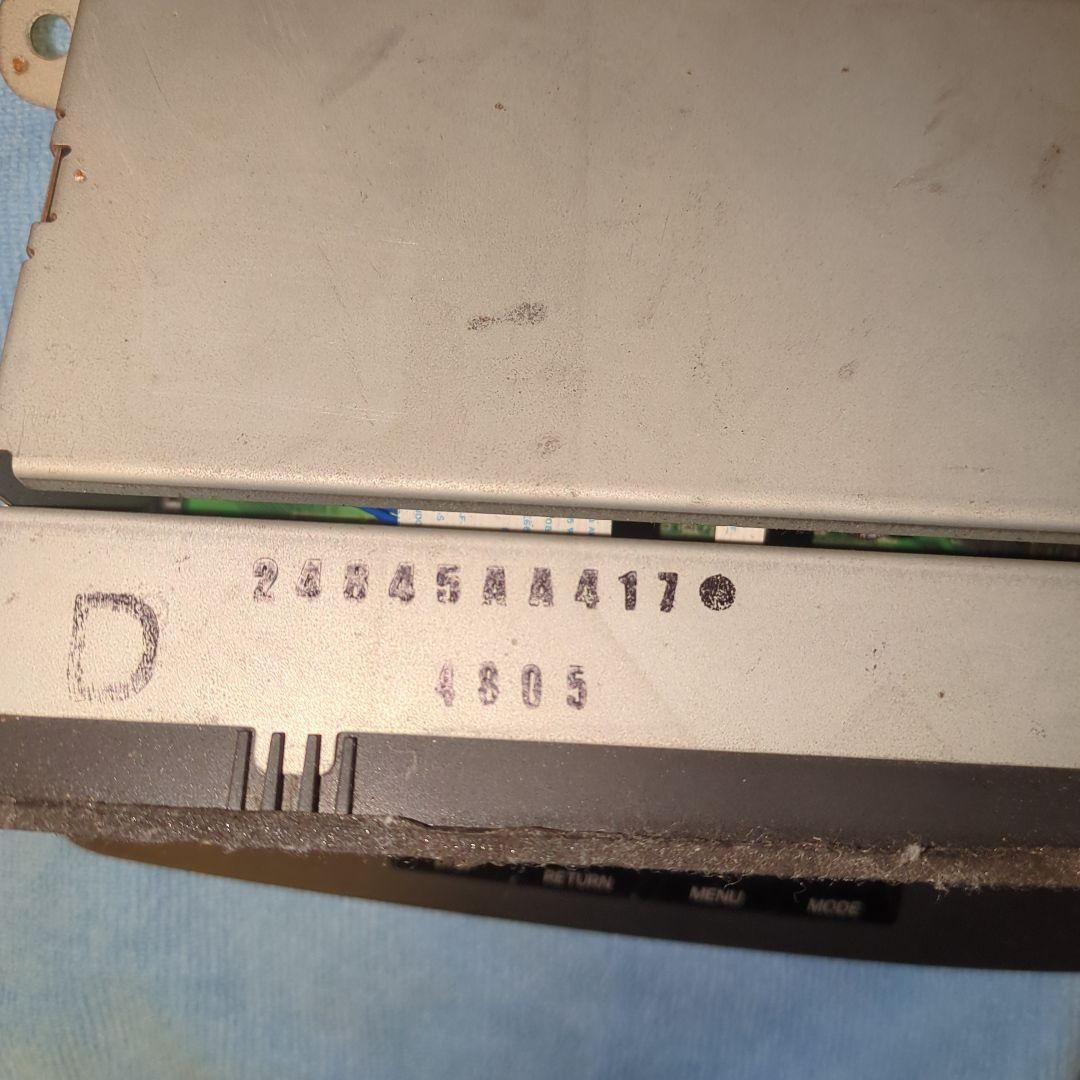 24845AA417●
D
4805
RETURN MENU MODE